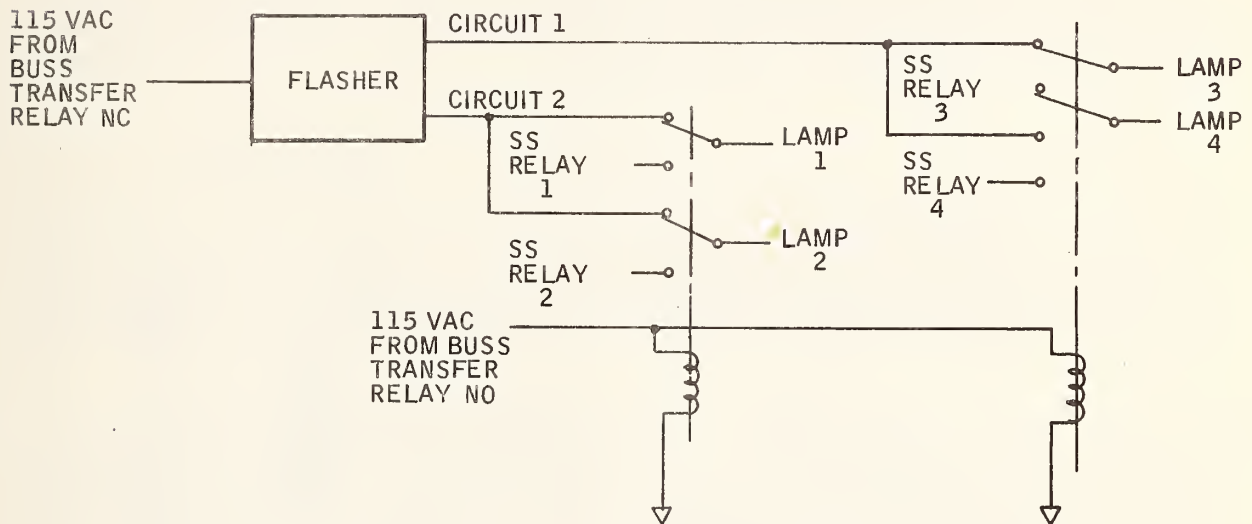 115 VAC
FROM
BUSS
TRANSFER
RELAY NC
FLASHER
CIRCUIT 1
CIRCUIT 2
SS
RELAY
1
LAMP
1
SS
RELAY
2
LAMP
2
SS
RELAY
3
LAMP
3
LAMP
4
SS
RELAY
4
115 VAC
FROM BUSS
TRANSFER
RELAY NO